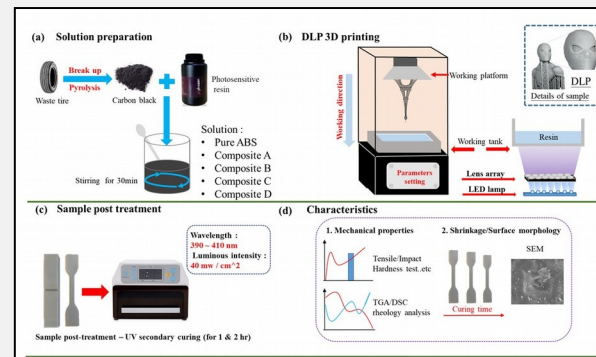 (a) Solution preparation
Break up
Pyrolysis
Waste tire
Carbon black
Photosensitive
resin
Stirring for 30min
Solution :
• Pure ABS
• Composite A
• Composite B
• Composite C
• Composite D
(b) DLP 3D printing
Working direction
Working platform
DLP
Details of sample
Working tank
Resin
Parameters
setting
Lens array
LED lamp
(c) Sample post treatment
Wavelength :
390 – 410 nm
Luminous intensity :
40 mw / cm^2
Sample post-treatment – UV secondary curing (for 1 & 2 hr)
(d) Characteristics
1. Mechanical properties
Tensile/Impact
Hardness test..etc
TGA/DSC
rheology analysis
2. Shrinkage/Surface morphology
SEM
Curing time